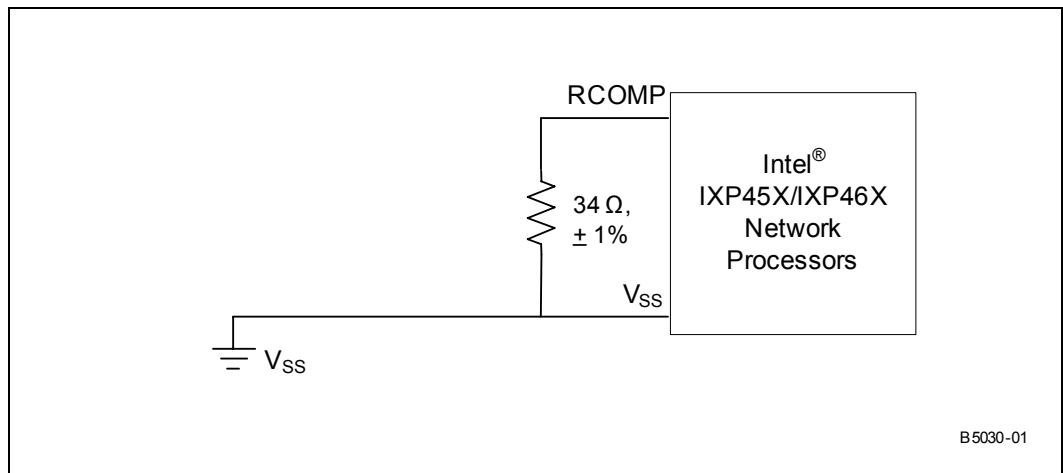 RCOMP
Intel®
IXP45X/IXP46X
Network
Processors
34 Ω,
± 1%
VSS
VSS
B5030-01